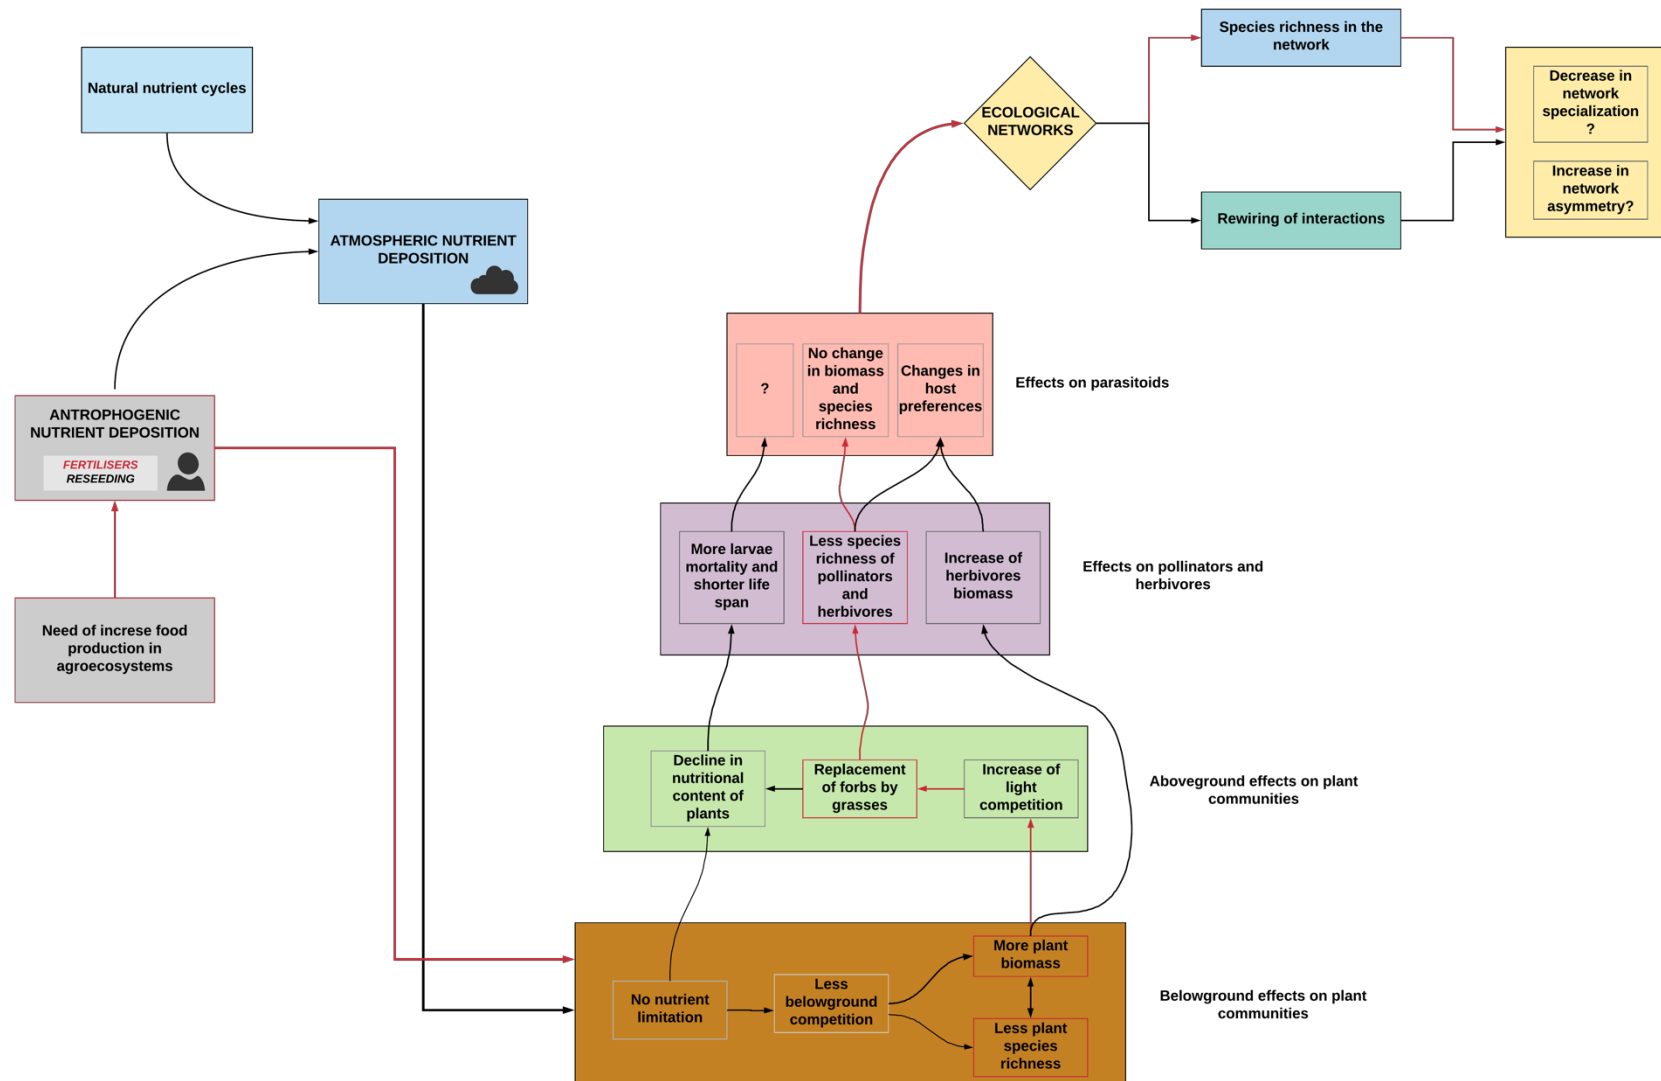 Natural nutrient cycles
ATMOSPHERIC NUTRIENT
DEPOSITION
ANTROPHOGENIC
NUTRIENT DEPOSITION
FERTILISERS
RESEEDING
Need of increse food
production in
agroecosystems
ECOLOGICAL
NETWORKS
Species richness in the
network
Rewiring of interactions
Decrease in
network
specialization
?
Increase in
network
asymmetry?
?
No change
in biomass
and
species
richness
Changes in
host
preferences
Effects on parasitoids
More larvae
mortality and
shorter life
span
Less species
richness of
pollinators
and
herbivores
Increase of
herbivores
biomass
Effects on pollinators and
herbivores
Decline in
nutritional
content of
plants
Replacement
of forbs by
grasses
Increase of
light
competition
Aboveground effects on plant
communities
No nutrient
limitation
Less
belowground
competition
More plant
biomass
Less plant
species
richness
Belowground effects on plant
communities